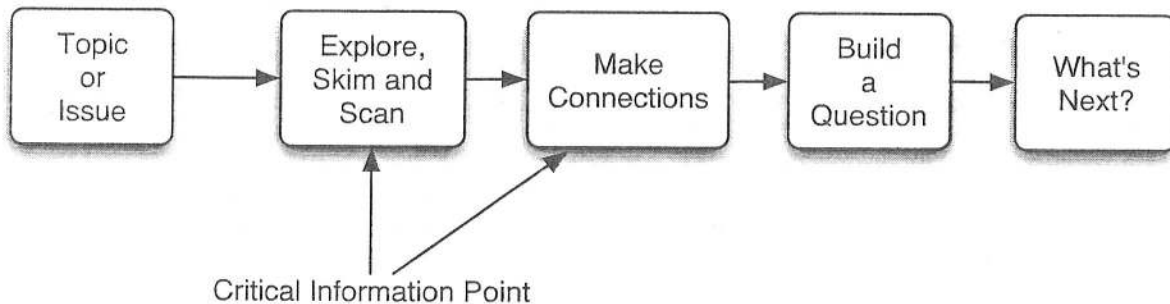 Topic
or
Issue
Explore,
Skim and
Scan
Make
Connections
Build
a
Question
What's
Next?
Critical Information Point